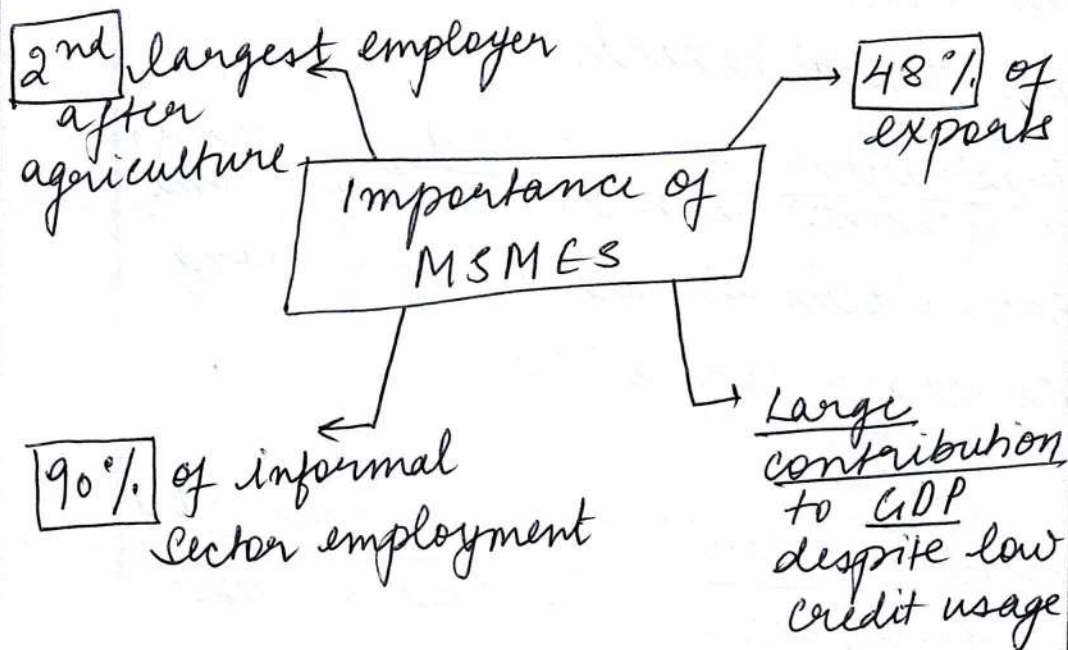 2nd largest employer
after
agriculture
48% of
exports
Importance of
MSMES
90% of informal
sector employment
Large
contribution
to GDP
despite low
credit usage